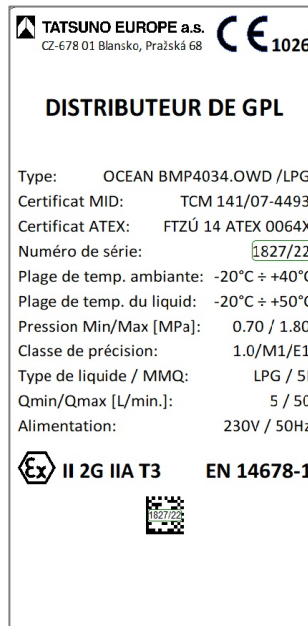 TATSUNO EUROPE a.s.
CZ-678 01 Blansko, Pražská 68
CE 1026
DISTRIBUTEUR DE GPL
Type: OCEAN BMP4034.OWD /LPG
Certificat MID: TCM 141/07-4493
Certificat ATEX: FTZÚ 14 ATEX 0064X
Numéro de série: 1827/22
Plage de temp. ambiante: -20°C ÷ +40°C
Plage de temp. du liquid: -20°C ÷ +50°C
Pression Min/Max [MPa]: 0.70 / 1.80
Classe de précision: 1.0/M1/E1
Type de liquide / MMQ: LPG / 5
Qmin/Qmax [L/min.]: 5 / 50
Alimentation: 230V / 50Hz
Ex II 2G IIA T3 EN 14678-1
1827/22